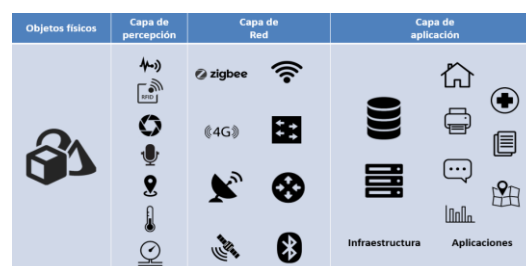 Objetos físicos
Capa de
percepción
Capa de
Red
Capa de
aplicación
RFID
zigbee
4G
Infraestructura
Aplicaciones